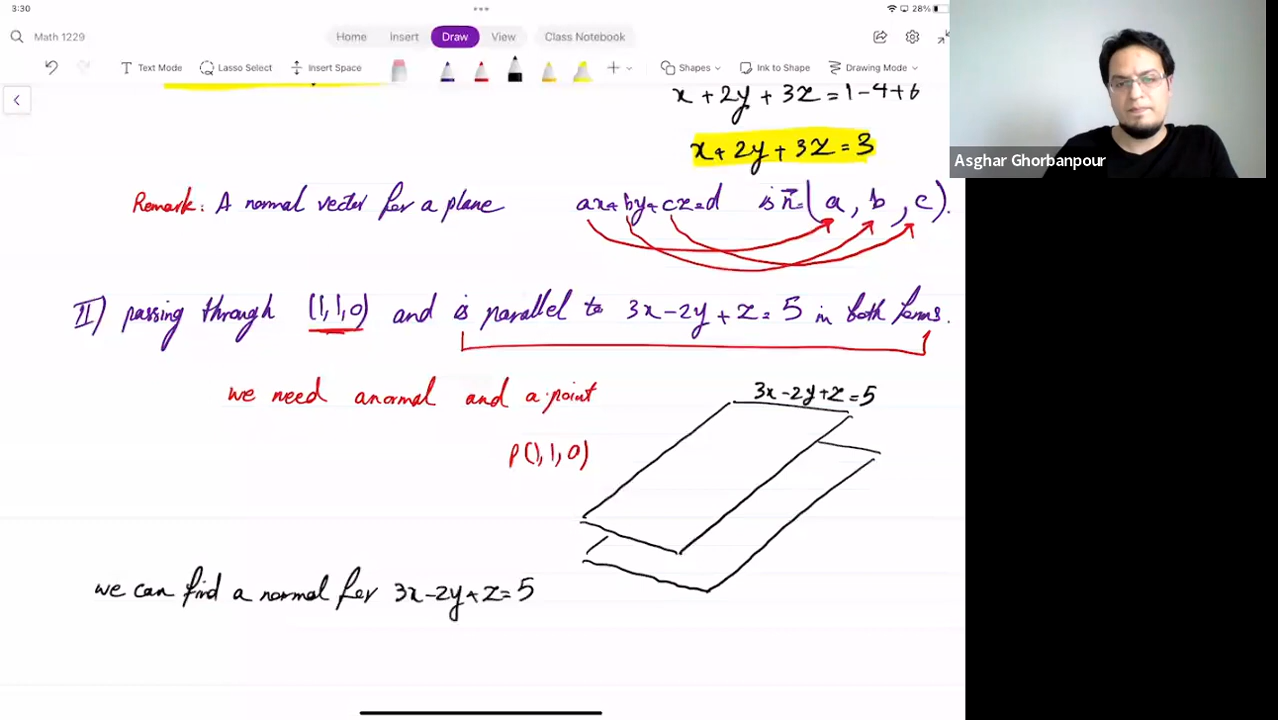 3:30
28%
Math 1229
Home Insert Draw View Class Notebook
Text Mode Lasso Select Insert Space Shapes Ink to Shape Drawing Mode
x + 2y + 3z = 1-4+6
x + 2y + 3z = 3
Asghar Ghorbanpour
Remark: A normal vector for a plane ax+by+cz=d is n⃗=(a, b, c).
II) passing through (1,1,0) and is parallel to 3x-2y+z=5 in both forms.
we need a normal and a point
3x-2y+z=5
P(1,1,0)
we can find a normal for 3x-2y+z=5